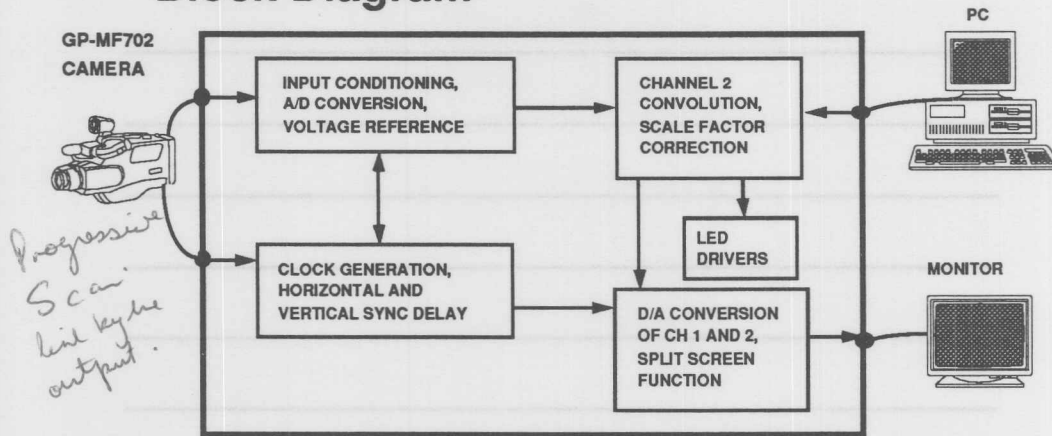 Block Diagram
PC
GP-MF702
CAMERA
INPUT CONDITIONING,
A/D CONVERSION,
VOLTAGE REFERENCE
CHANNEL 2
CONVOLUTION,
SCALE FACTOR
CORRECTION
LED
DRIVERS
CLOCK GENERATION,
HORIZONTAL AND
VERTICAL SYNC DELAY
D/A CONVERSION
OF CH 1 AND 2,
SPLIT SCREEN
FUNCTION
MONITOR
Progressive
Scan
output.